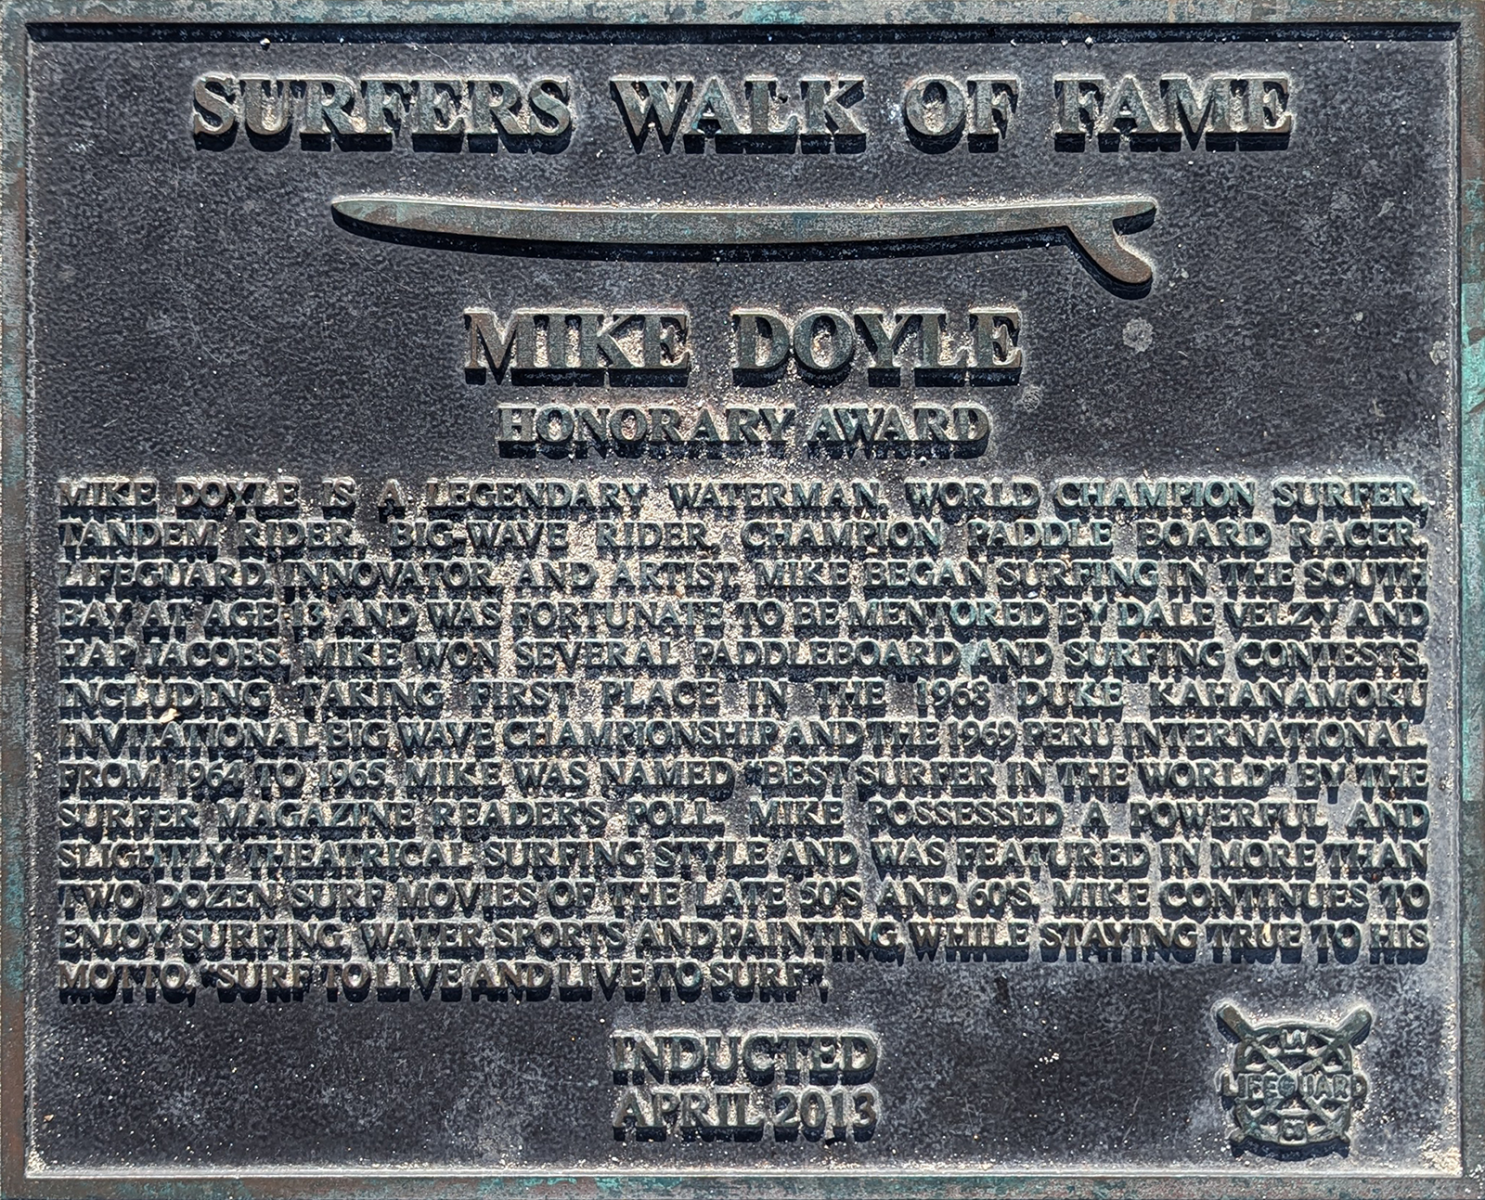 SURFERS WALK OF FAME
MIKE DOYLE
HONORARY AWARD
MIKE DOYLE IS A LEGENDARY WATERMAN, WORLD CHAMPION SURFER,
TANDEM RIDER, BIG-WAVE RIDER, CHAMPION PADDLE BOARD RACER,
LIFEGUARD, INNOVATOR, AND ARTIST. MIKE BEGAN SURFING IN THE SOUTH
BAY AT AGE 13 AND WAS FORTUNATE TO BE MENTORED BY DALE VELZY AND
HAP JACOBS. MIKE WON SEVERAL PADDLEBOARD AND SURFING CONTESTS,
INCLUDING TAKING FIRST PLACE IN THE 1968 DUKE KAHANAMOKU
INVITATIONAL BIG WAVE CHAMPIONSHIP AND THE 1969 PERU INTERNATIONAL.
FROM 1964 TO 1965, MIKE WAS NAMED "BEST SURFER IN THE WORLD" BY THE
SURFER MAGAZINE READER'S POLL. MIKE POSSESSED A POWERFUL AND
SLIGHTLY THEATRICAL SURFING STYLE AND WAS FEATURED IN MORE THAN
TWO DOZEN SURF MOVIES OF THE LATE 50'S AND 60'S. MIKE CONTINUES TO
ENJOY SURFING, WATER SPORTS AND PAINTING, WHILE STAYING TRUE TO HIS
MOTTO, "SURF TO LIVE AND LIVE TO SURF".
INDUCTED
APRIL 2013
LA
LIFEGUARD
CO